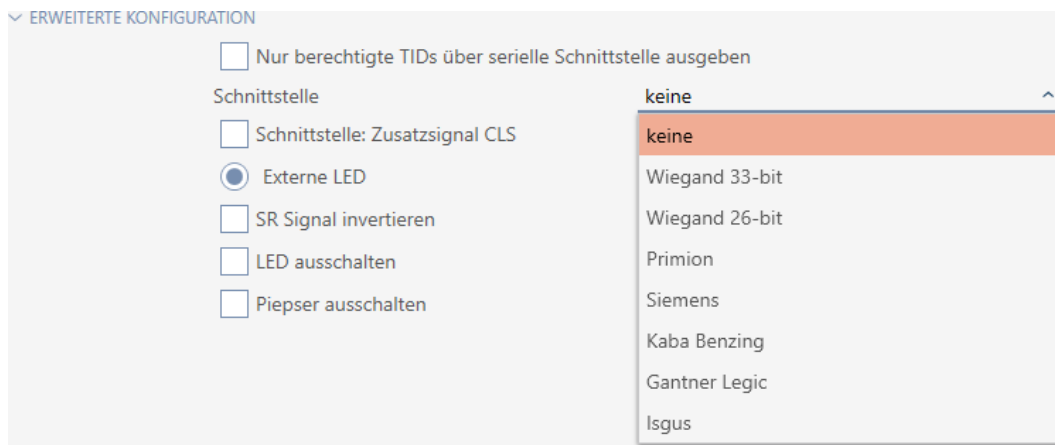 ERWEITERTE KONFIGURATION
Nur berechtigte TIDs über serielle Schnittstelle ausgeben
Schnittstelle keine
Schnittstelle: Zusatzsignal CLS keine
Externe LED Wiegand 33-bit
SR Signal invertieren Wiegand 26-bit
LED ausschalten Primion
Piepser ausschalten Siemens
Kaba Benzing
Gantner Legic
Isgus